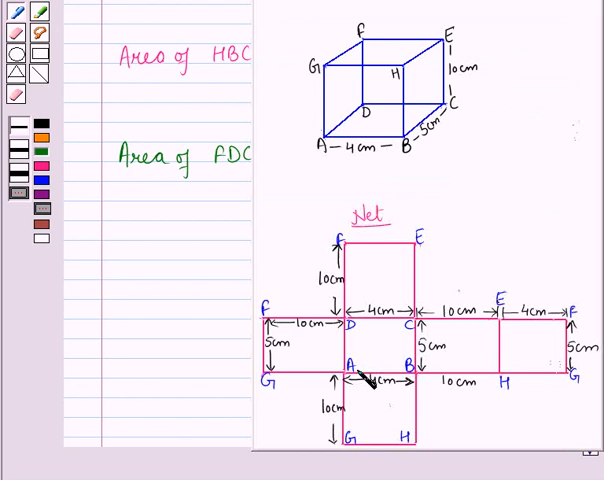 F E
Area of HBC
G H 10cm
D C
5cm
A 4cm B
Area of FDC
Net
F E
10cm
E
F 4cm 10cm 4cm F
10cm D C
5cm 5cm 5cm
A B
G 4cm 10cm H G
10cm
G H